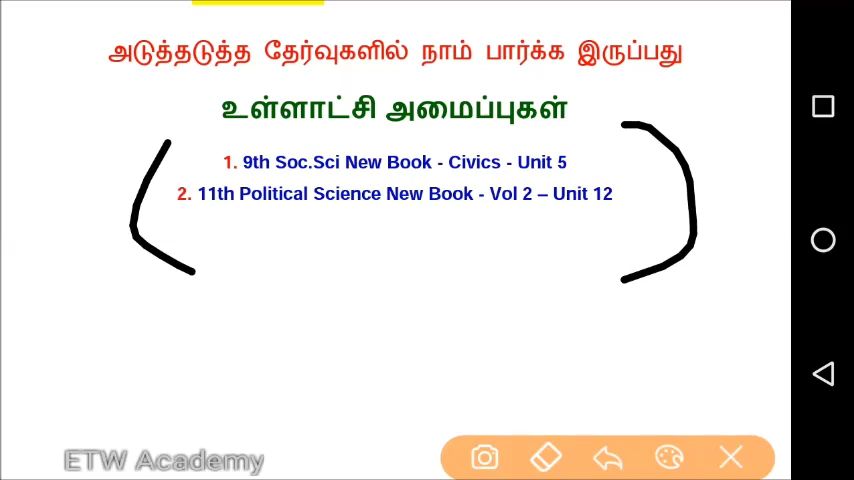 அடுத்தடுத்த தேர்வுகளில் நாம் பார்க்க இருப்பது
உள்ளாட்சி அமைப்புகள்
1. 9th Soc.Sci New Book - Civics - Unit 5
2. 11th Political Science New Book - Vol 2 – Unit 12
ETW Academy